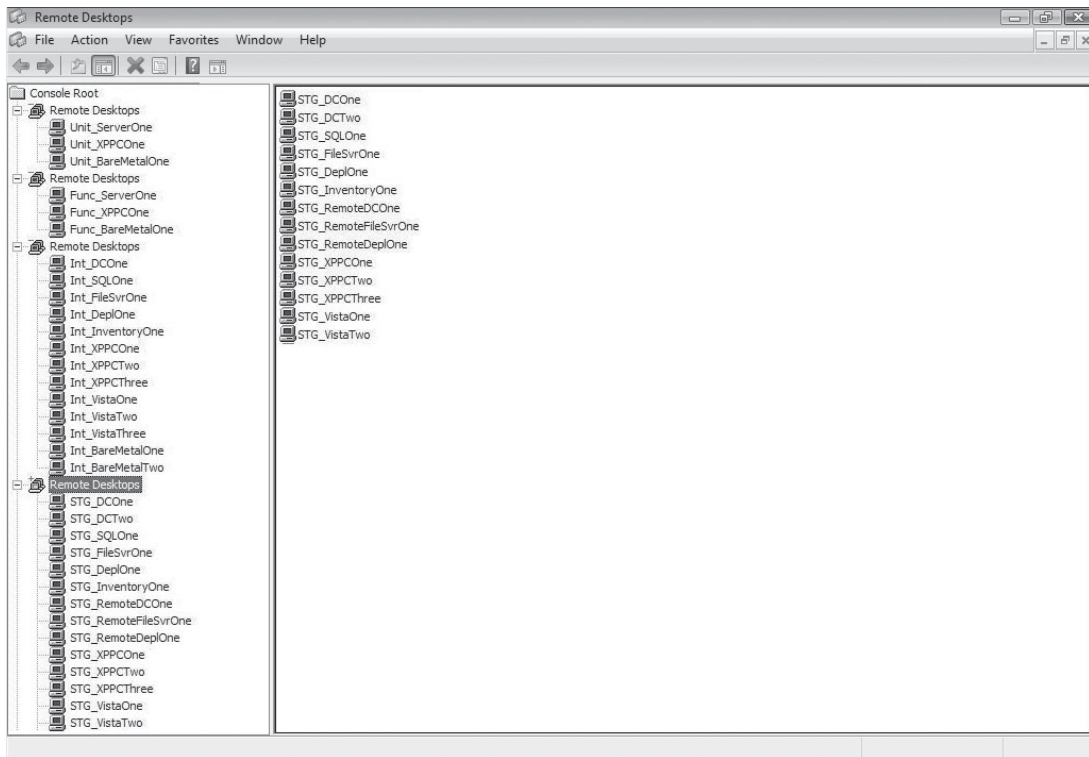 Remote Desktops
File Action View Favorites Window Help
Console Root
Remote Desktops
Unit_ServerOne
Unit_XPPCOne
Unit_BareMetalOne
Remote Desktops
Func_ServerOne
Func_XPPCOne
Func_BareMetalOne
Remote Desktops
Int_DCOne
Int_SQLOne
Int_FileSvrOne
Int_DeplOne
Int_InventoryOne
Int_XPPCOne
Int_XPPCTwo
Int_XPPCThree
Int_VistaOne
Int_VistaTwo
Int_VistaThree
Int_BareMetalOne
Int_BareMetalTwo
Remote Desktops
STG_DCOne
STG_DCTwo
STG_SQLOne
STG_FileSvrOne
STG_DeplOne
STG_InventoryOne
STG_RemoteDCOne
STG_RemoteFileSvrOne
STG_RemoteDeplOne
STG_XPPCOne
STG_XPPCTwo
STG_XPPCThree
STG_VistaOne
STG_VistaTwo
STG_DCOne
STG_DCTwo
STG_SQLOne
STG_FileSvrOne
STG_DeplOne
STG_InventoryOne
STG_RemoteDCOne
STG_RemoteFileSvrOne
STG_RemoteDeplOne
STG_XPPCOne
STG_XPPCTwo
STG_XPPCThree
STG_VistaOne
STG_VistaTwo